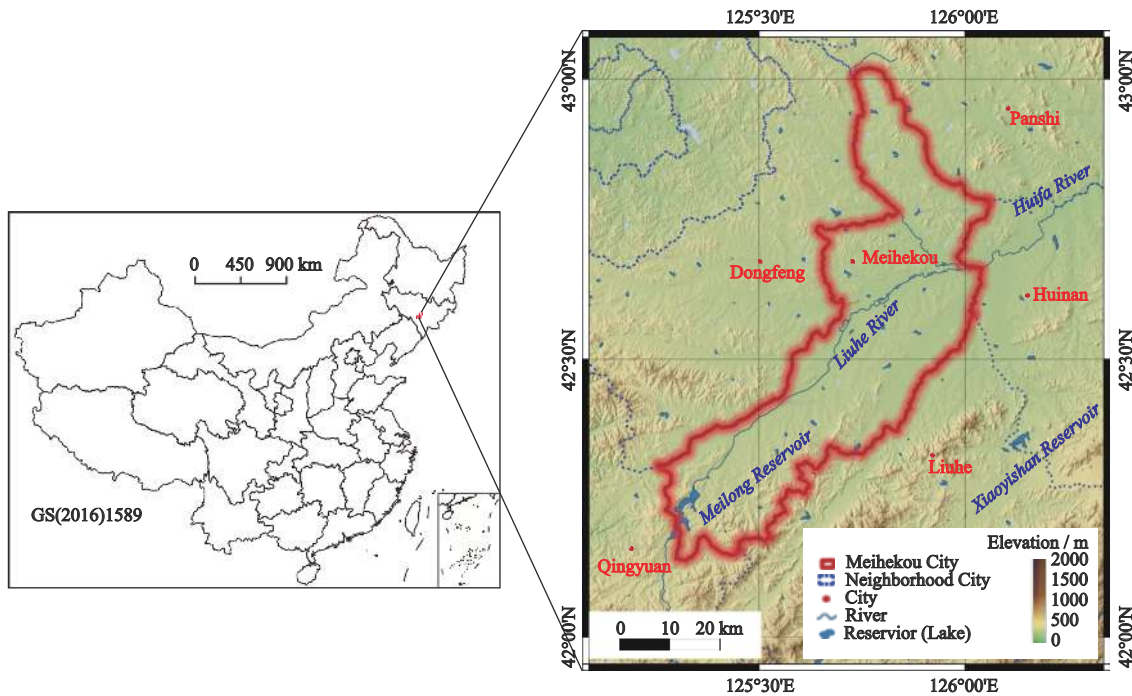 125°30'E
126°00'E
43°00'N
43°00'N
Panshi
Huifa River
0 450 900 km
Dongfeng
Meihekou
Huinan
Liuhe River
42°30'N
42°30'N
Meilong Reservoir
Liuhe
Xiaoyishan Reservoir
GS(2016)1589
Qingyuan
Elevation / m
Meihekou City
Neighborhood City
City
River
Reservior (Lake)
2000
1500
1000
500
0
0 10 20 km
42°00'N
42°00'N
125°30'E
126°00'E